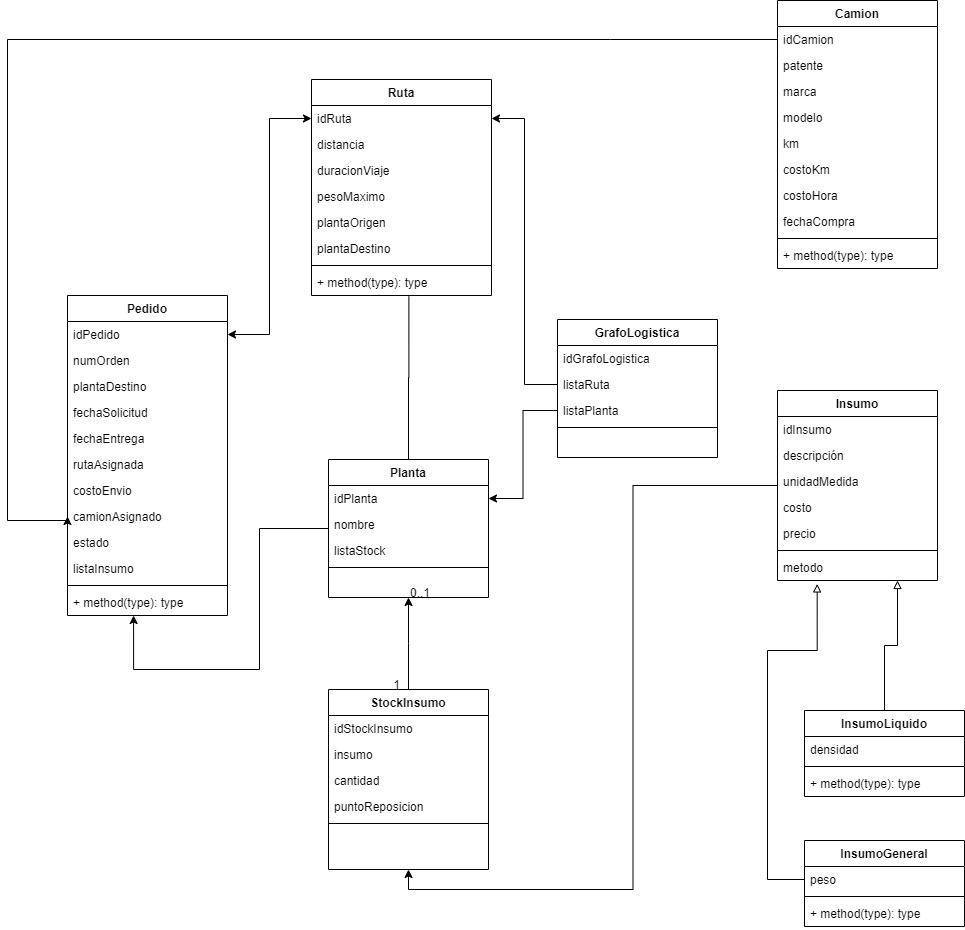 Camion
idCamion
patente
marca
modelo
km
costoKm
costoHora
fechaCompra
+ method(type): type
Ruta
idRuta
distancia
duracionViaje
pesoMaximo
plantaOrigen
plantaDestino
+ method(type): type
Pedido
idPedido
numOrden
plantaDestino
fechaSolicitud
fechaEntrega
rutaAsignada
costoEnvio
camionAsignado
estado
listaInsumo
+ method(type): type
GrafoLogistica
idGrafoLogistica
listaRuta
listaPlanta
Insumo
idInsumo
descripción
unidadMedida
costo
precio
metodo
Planta
idPlanta
nombre
listaStock
0..1
1
StockInsumo
idStockInsumo
insumo
cantidad
puntoReposicion
InsumoLiquido
densidad
+ method(type): type
InsumoGeneral
peso
+ method(type): type